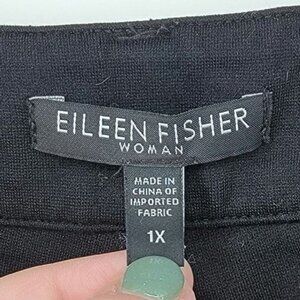 EILEEN FISHER
WOMAN
MADE IN
CHINA OF
IMPORTED
FABRIC
1X